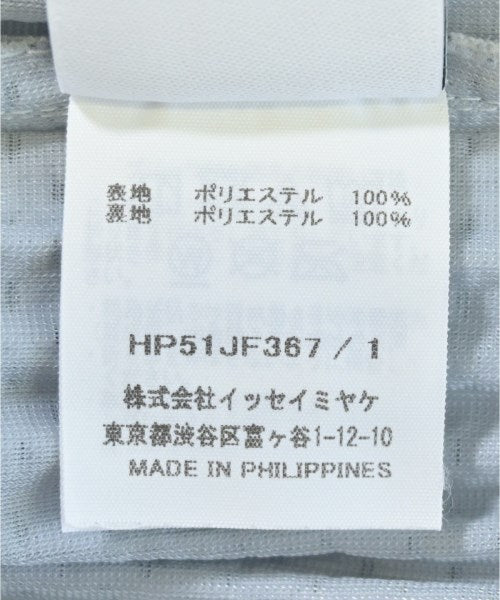 表地 ポリエステル 100%
裏地 ポリエステル 100%
HP51JF367 / 1
株式会社イッセイミヤケ
東京都渋谷区富ヶ谷1-12-10
MADE IN PHILIPPINES